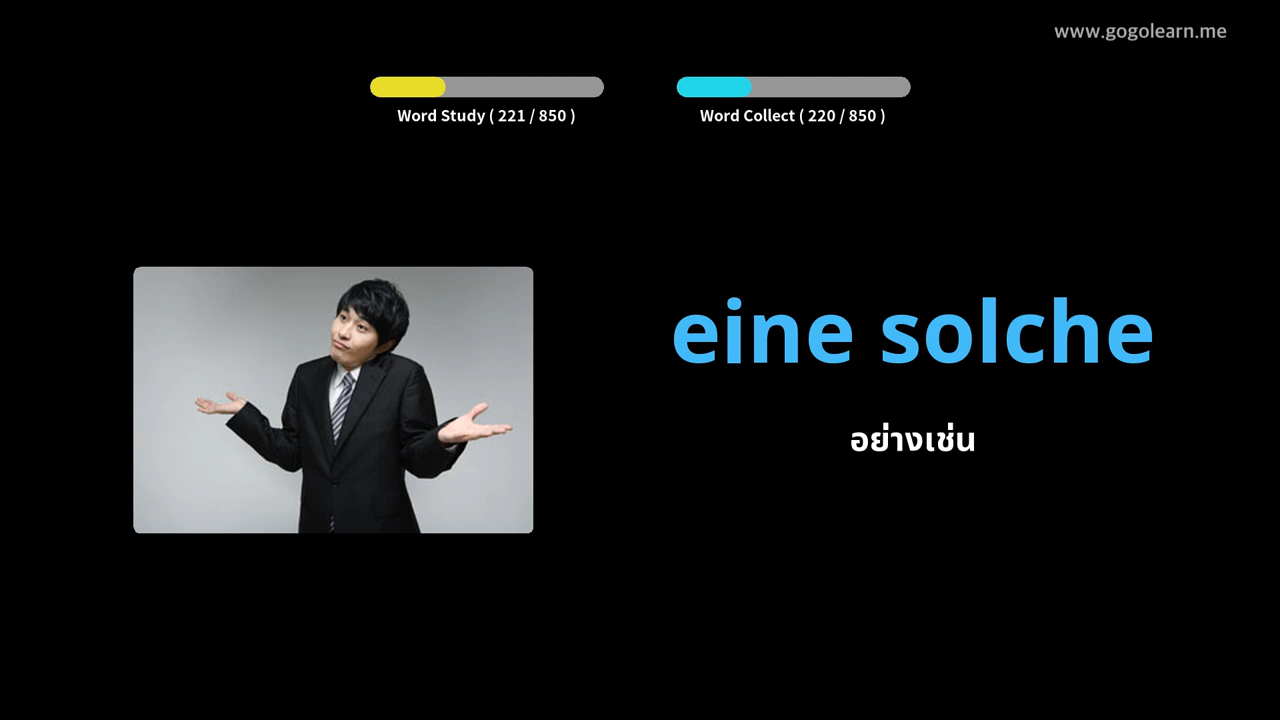 www.gogolearn.me
Word Study ( 221 / 850 )
Word Collect ( 220 / 850 )
eine solche
อย่างเช่น